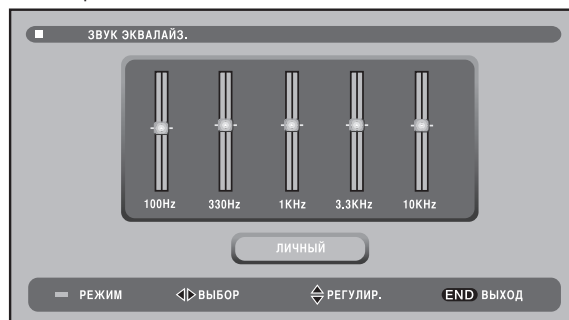 ЗВУК ЭКВАЛАЙЗ.
100Hz 330Hz 1KHz 3.3KHz 10KHz
ЛИЧНЫЙ
РЕЖИМ ВЫБОР РЕГУЛИР. END ВЫХОД